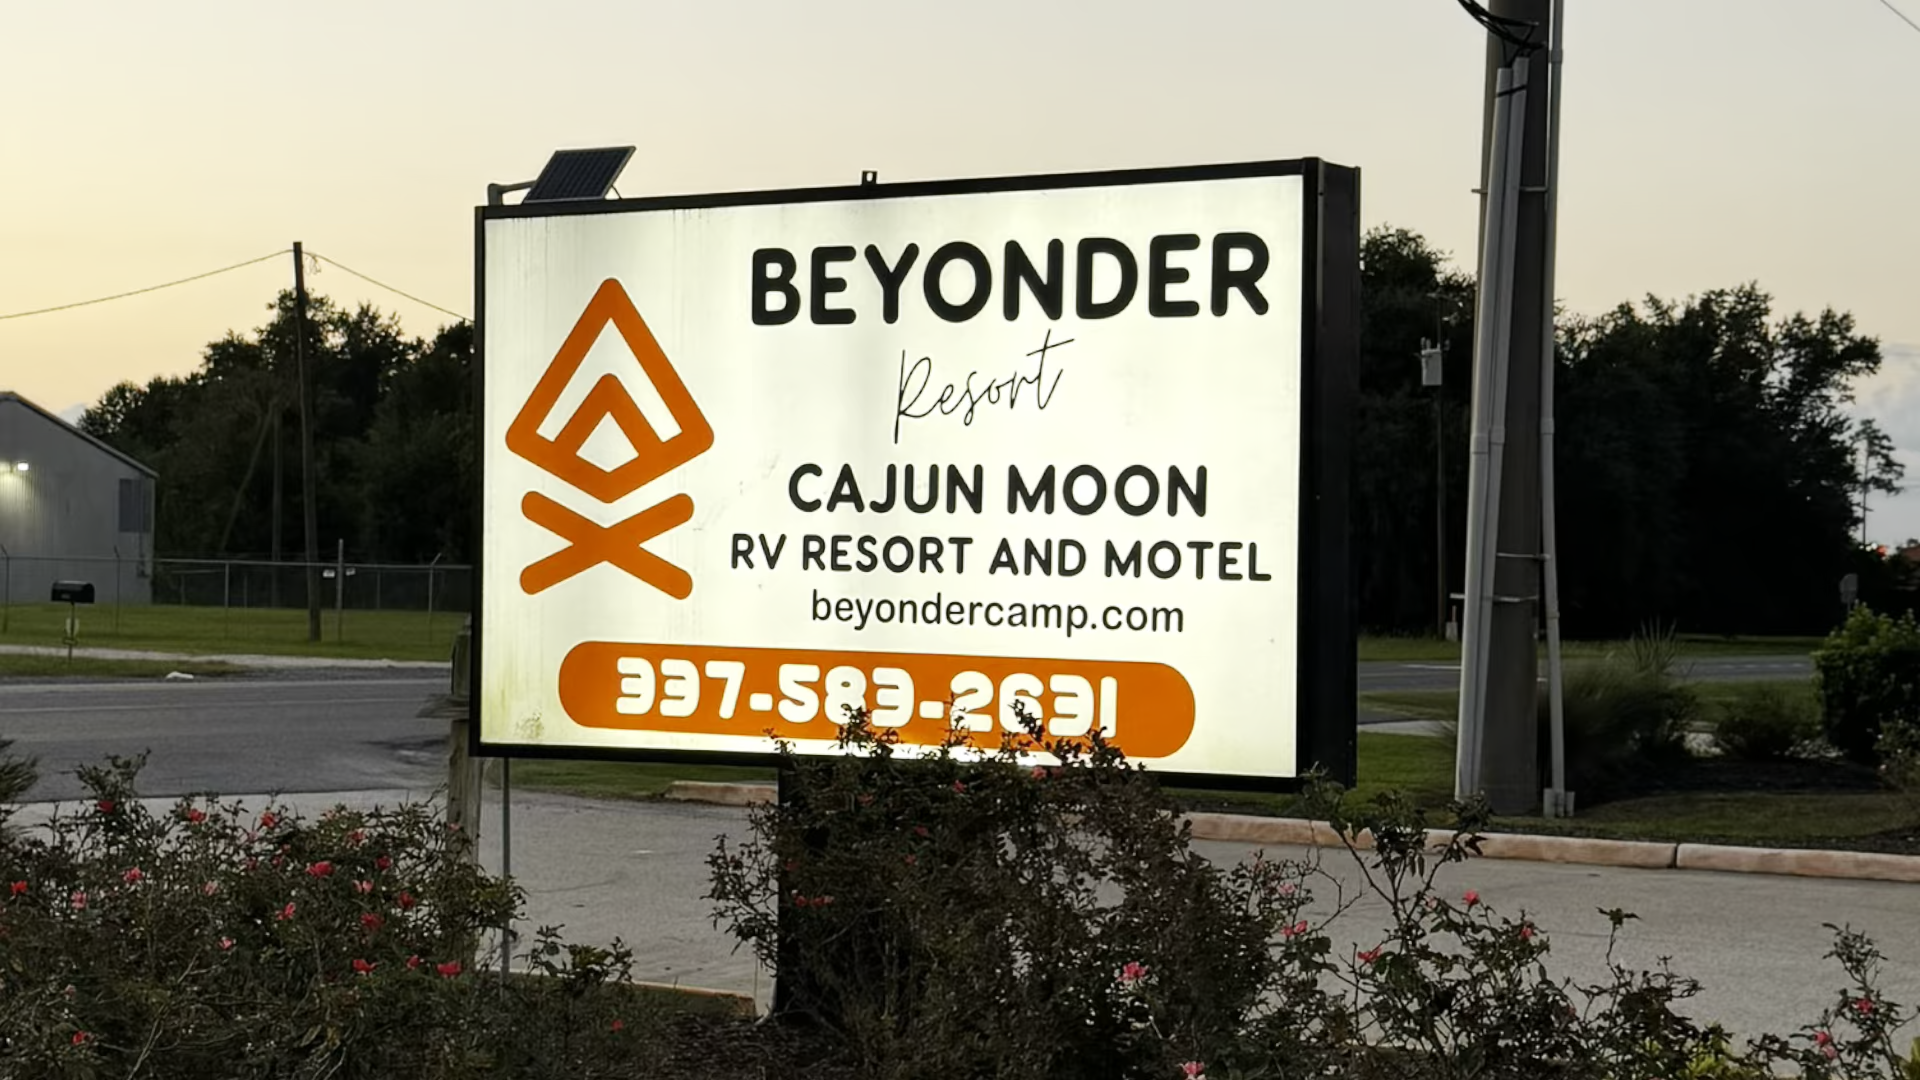 BEYONDER
Resort
CAJUN MOON
RV RESORT AND MOTEL
beyondercamp.com
337-583-2631